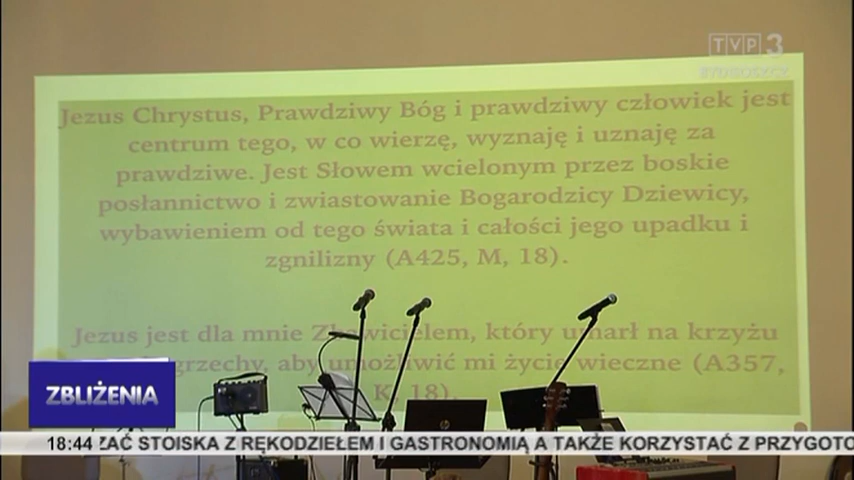 TVP3
BYDGOSZCZ
Jezus Chrystus, Prawdziwy Bóg i prawdziwy człowiek jest
centrum tego, w co wierzę, wyznaję i uznaję za
prawdziwe. Jest Słowem wcielonym przez boskie
posłannictwo i zwiastowanie Bogarodzicy Dziewicy,
wybawieniem od tego świata i całości jego upadku i
zgnilizny (A425, M, 18).
Jezus jest dla mnie Zbawicielem, który umarł na krzyżu
grzechy, aby umożliwić mi życie wieczne (A357,
K, 18).
ZBLIŻENIA
18:44 ZAĆ STOISKA Z RĘKODZIEŁEM I GASTRONOMIĄ A TAKŻE KORZYSTAĆ Z PRZYGOTO